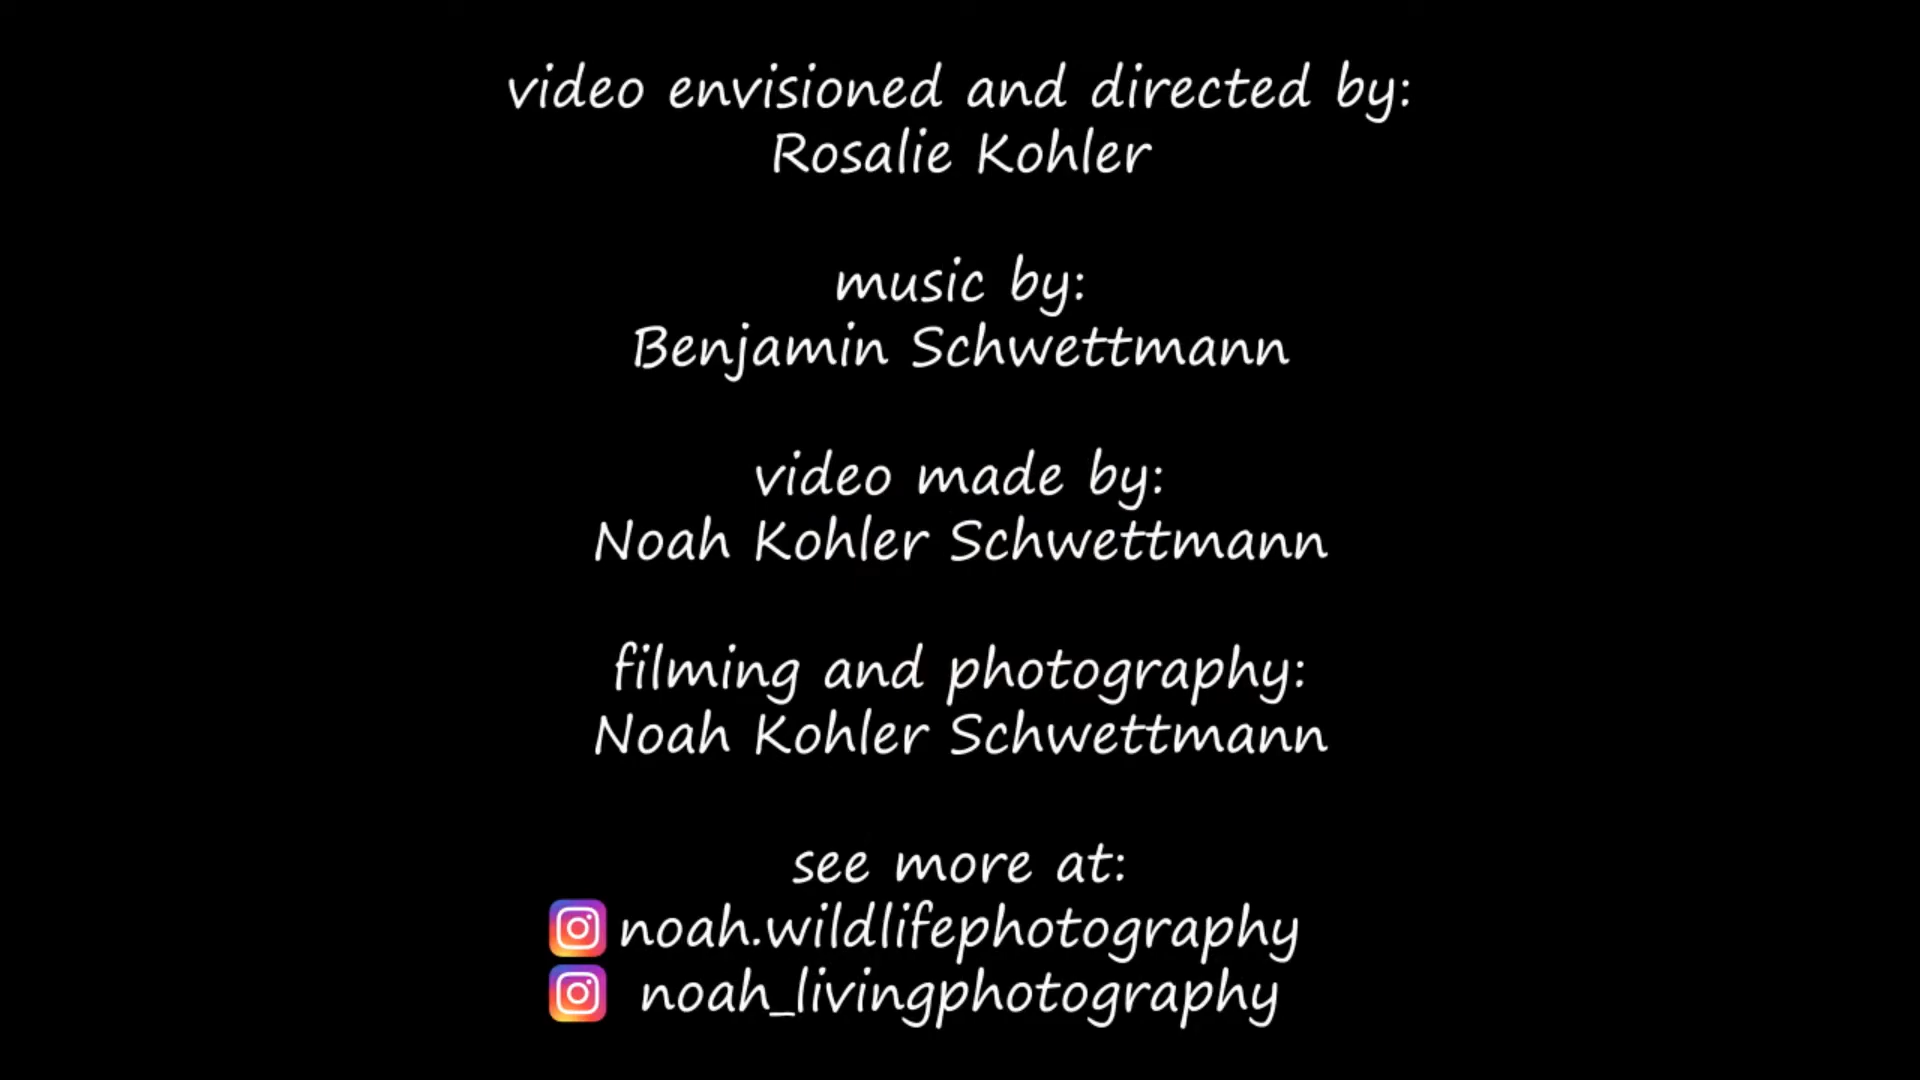 video envisioned and directed by:
Rosalie Kohler
music by:
Benjamin Schwettmann
video made by:
Noah Kohler Schwettmann
filming and photography:
Noah Kohler Schwettmann
see more at:
noah.wildlifephotography
noah_livingphotography